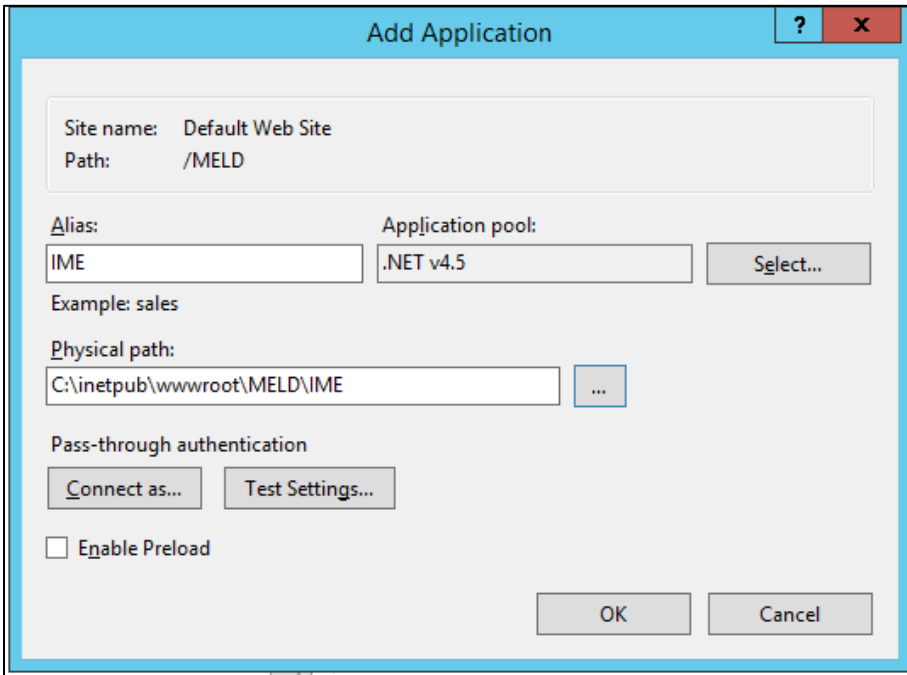 Add Application
?
x
Site name: Default Web Site
Path: /MELD
Alias: Application pool:
IME .NET v4.5 Select...
Example: sales
Physical path:
C:\inetpub\wwwroot\MELD\IME ...
Pass-through authentication
Connect as... Test Settings...
Enable Preload
OK Cancel